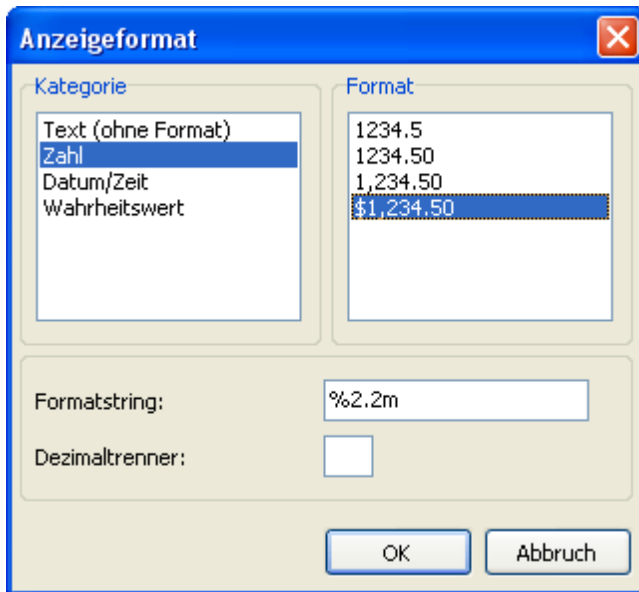 Anzeigeformat
Kategorie
Text (ohne Format)
Zahl
Datum/Zeit
Wahrheitswert
Format
1234.5
1234.50
1,234.50
$1,234.50
Formatstring:
%2.2m
Dezimaltrenner:
OK
Abbruch